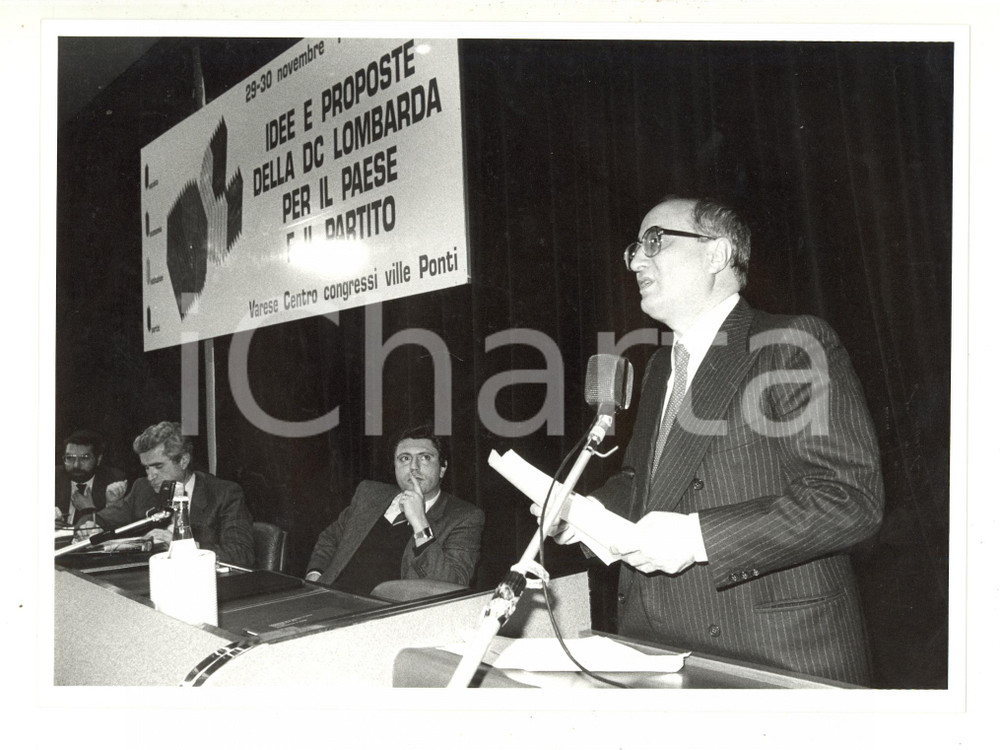 29-30 novembre
IDEE E PROPOSTE
DELLA DC LOMBARDA
PER IL PAESE
E IL PARTITO
Varese Centro congressi ville Ponti
iCharta